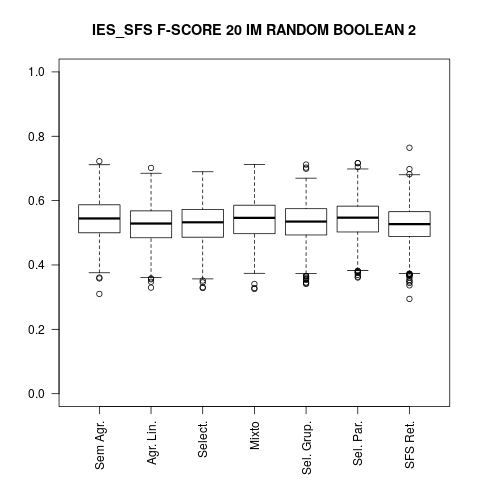 IES_SFS F-SCORE 20 IM RANDOM BOOLEAN 2
1.0
0.8
0.6
0.4
0.2
0.0
Sem Agr.
Agr. Lin.
Select.
Mixto
Sel. Grup.
Sel. Par.
SFS Ret.